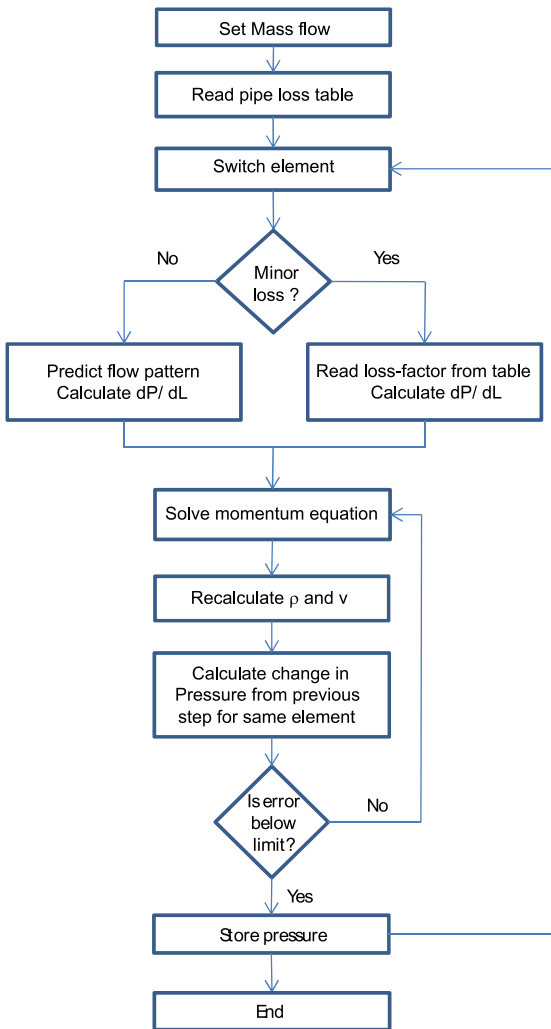 Set Mass flow
Read pipe loss table
Switch element
No
Minor
loss ?
Yes
Predict flow pattern
Calculate dP/ dL
Read loss-factor from table
Calculate dP/ dL
Solve momentum equation
Recalculate ρ and v
Calculate change in
Pressure from previous
step for same element
Is error
below
limit?
No
Yes
Store pressure
End